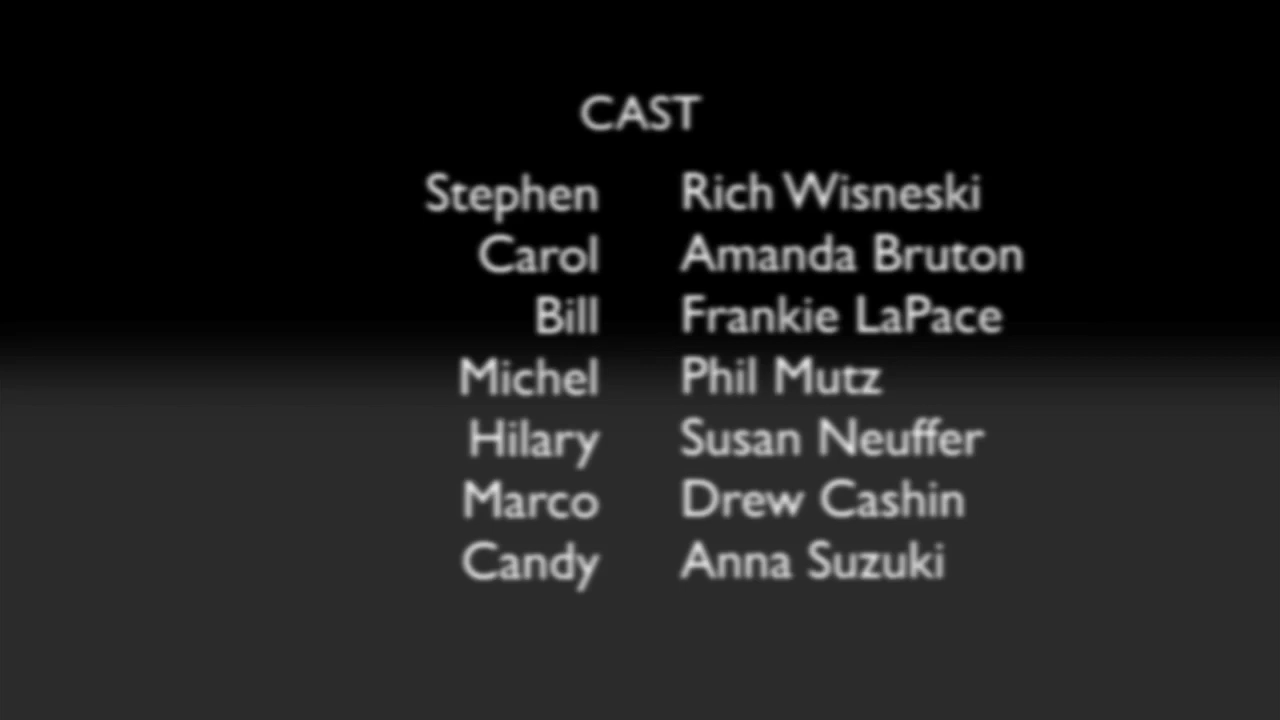 CAST
Stephen Rich Wisneski
Carol Amanda Bruton
Bill Frankie LaPace
Michel Phil Mutz
Hilary Susan Neuffer
Marco Drew Cashin
Candy Anna Suzuki